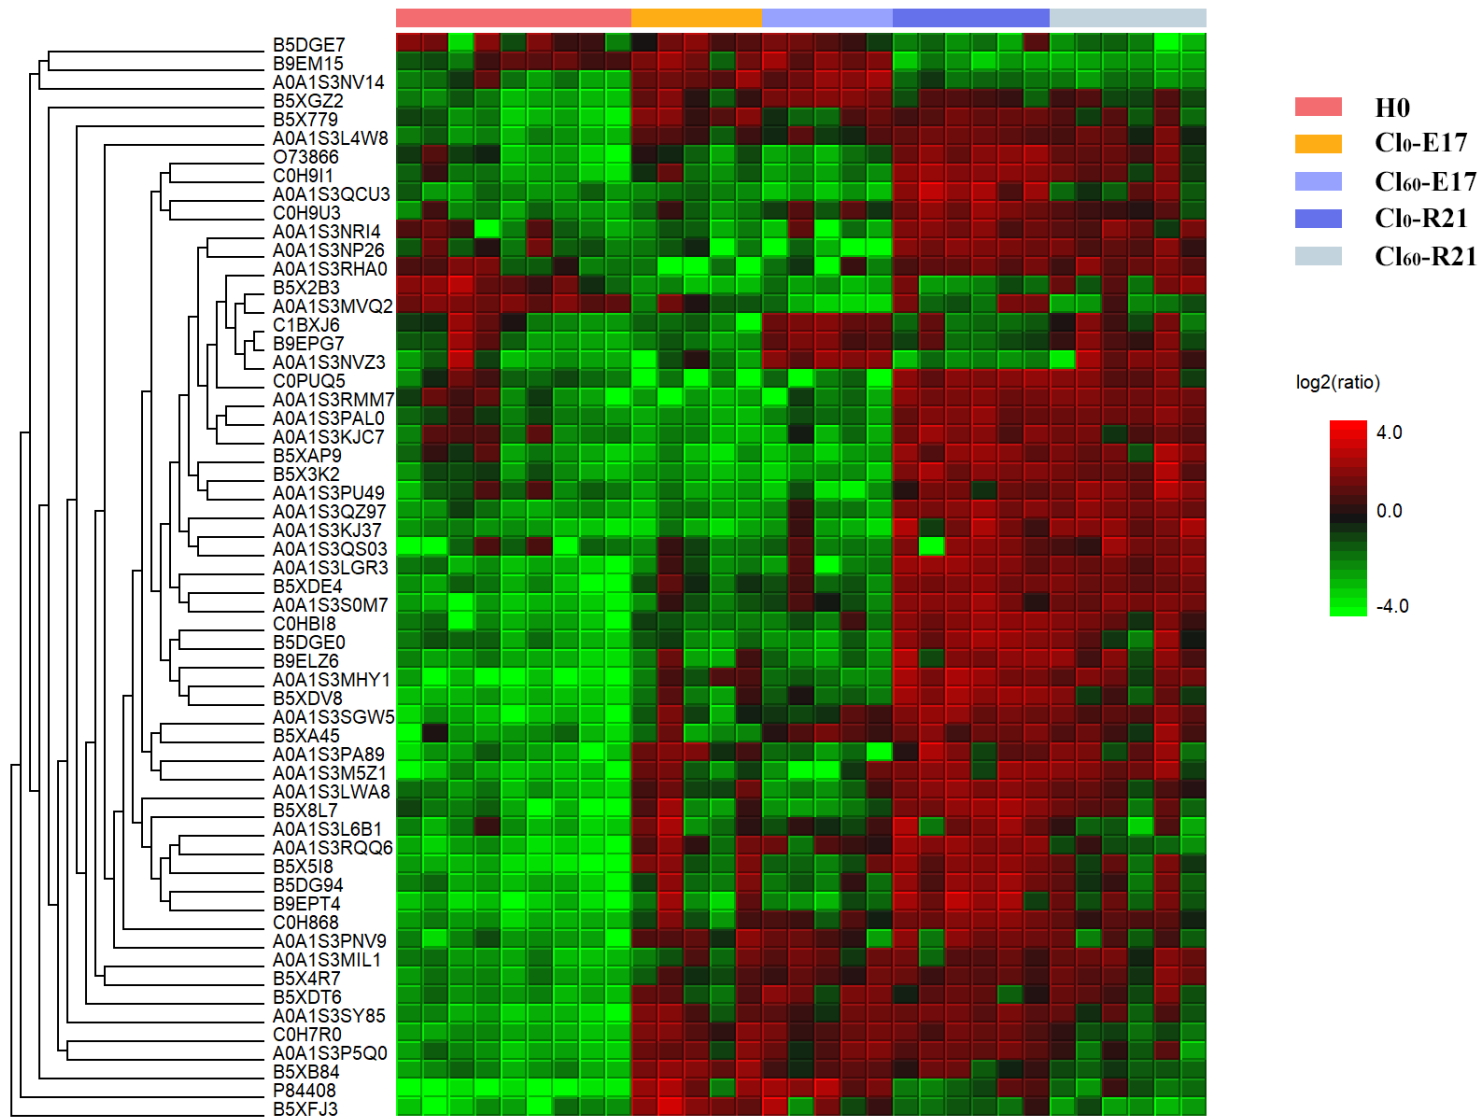 B5DGE7
B9EM15
A0A1S3NV14
B5XGZ2
B5X779
A0A1S3L4W8
O73866
C0H9I1
A0A1S3QCU3
C0H9U3
A0A1S3NRI4
A0A1S3NP26
A0A1S3RHA0
B5X2B3
A0A1S3MVQ2
C1BXJ6
B9EPG7
A0A1S3NVZ3
C0PUQ5
A0A1S3RMM7
A0A1S3PAL0
A0A1S3KJC7
B5XAP9
B5X3K2
A0A1S3PU49
A0A1S3QZ97
A0A1S3KJ37
A0A1S3QS03
A0A1S3LGR3
B5XDE4
A0A1S3S0M7
C0HBI8
B5DGE0
B9ELZ6
A0A1S3MHY1
B5XDV8
A0A1S3SGW5
B5XA45
A0A1S3PA89
A0A1S3M5Z1
A0A1S3LWA8
B5X8L7
A0A1S3L6B1
A0A1S3RQQ6
B5X5I8
B5DG94
B9EPT4
C0H868
A0A1S3PNV9
A0A1S3MIL1
B5X4R7
B5XDT6
A0A1S3SY85
C0H7R0
A0A1S3P5Q0
B5XB84
P84408
B5XFJ3
H0
Cl0-E17
Cl60-E17
Cl0-R21
Cl60-R21
log2(ratio)
4.0
0.0
-4.0